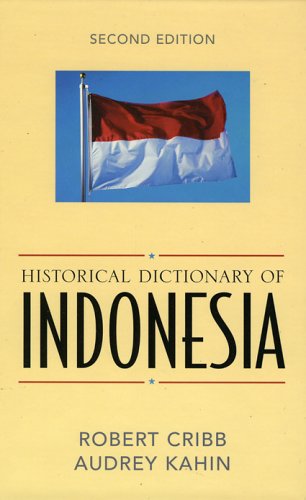 SECOND EDITION
HISTORICAL DICTIONARY OF
INDONESIA
ROBERT CRIBB
AUDREY KAHIN